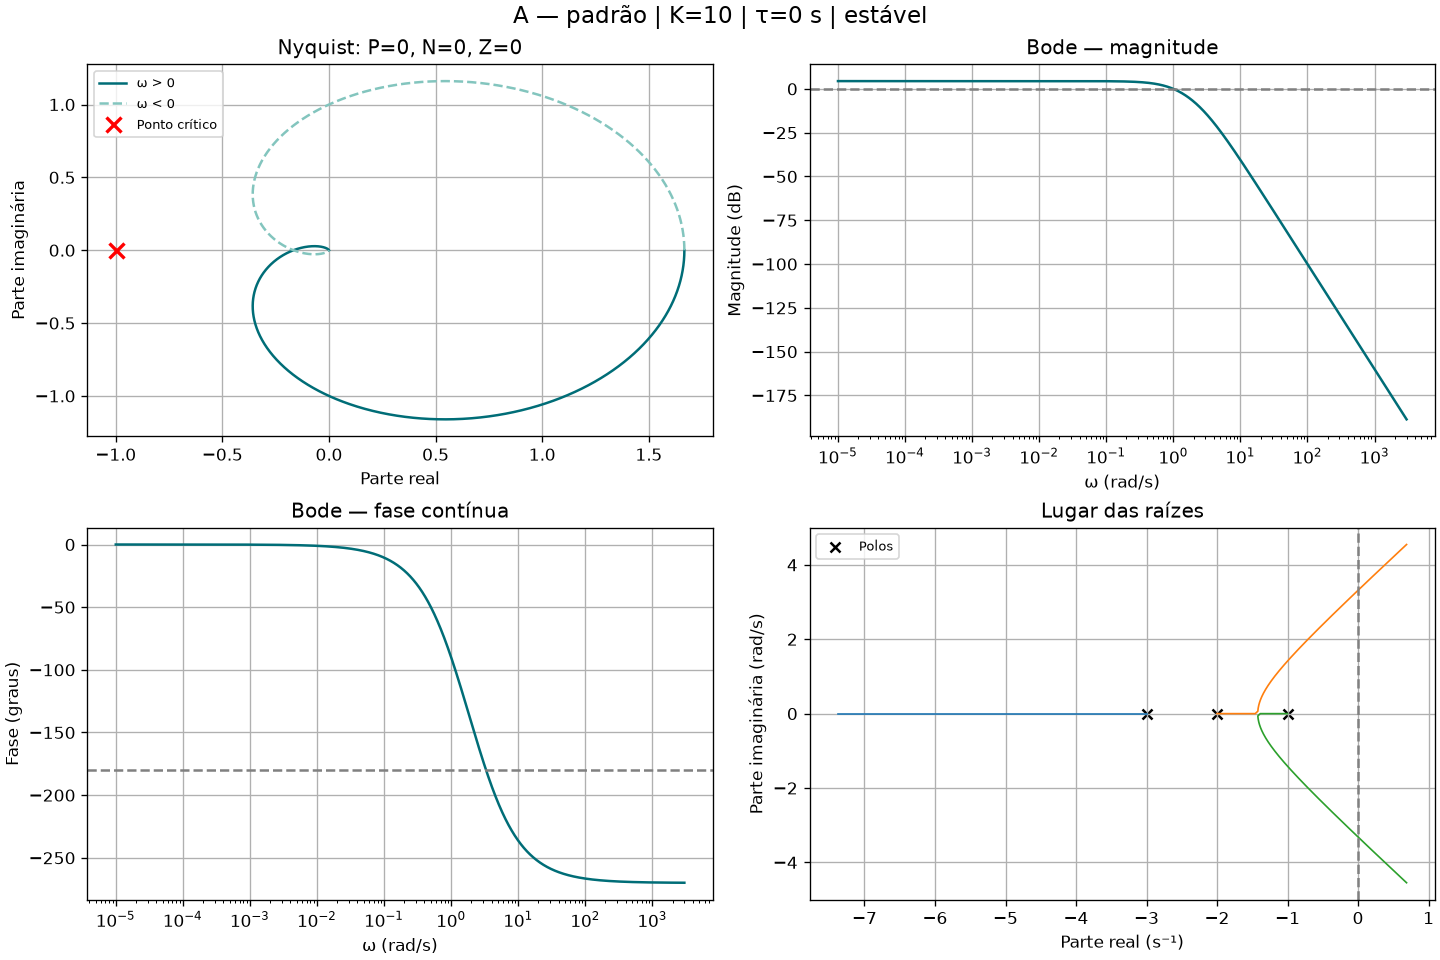 A — padrão | K=10 | τ=0 s | estável
Nyquist: P=0, N=0, Z=0
ω > 0
ω < 0
Ponto crítico
1.0
0.5
0.0
−0.5
−1.0
Parte imaginária
−1.0 −0.5 0.0 0.5 1.0 1.5
Parte real
Bode — magnitude
0
−25
−50
−75
−100
−125
−150
−175
Magnitude (dB)
10⁻⁵ 10⁻⁴ 10⁻³ 10⁻² 10⁻¹ 10⁰ 10¹ 10² 10³
ω (rad/s)
Bode — fase contínua
0
−50
−100
−150
−200
−250
Fase (graus)
10⁻⁵ 10⁻⁴ 10⁻³ 10⁻² 10⁻¹ 10⁰ 10¹ 10² 10³
ω (rad/s)
Lugar das raízes
Polos
4
2
0
−2
−4
Parte imaginária (rad/s)
−7 −6 −5 −4 −3 −2 −1 0 1
Parte real (s⁻¹)